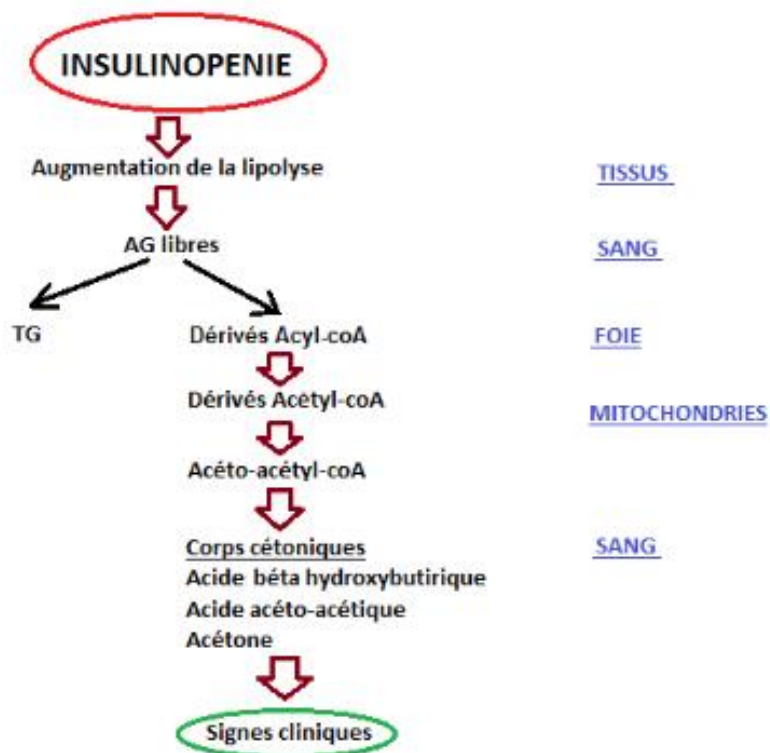 INSULINOPENIE
Augmentation de la lipolyse
TISSUS
AG libres
SANG
TG
Dérivés Acyl-coA
FOIE
Dérivés Acétyl-coA
MITOCHONDRIES
Acéto-acétyl-coA
Corps cétoniques
SANG
Acide béta hydroxybutirique
Acide acéto-acétique
Acétone
Signes cliniques